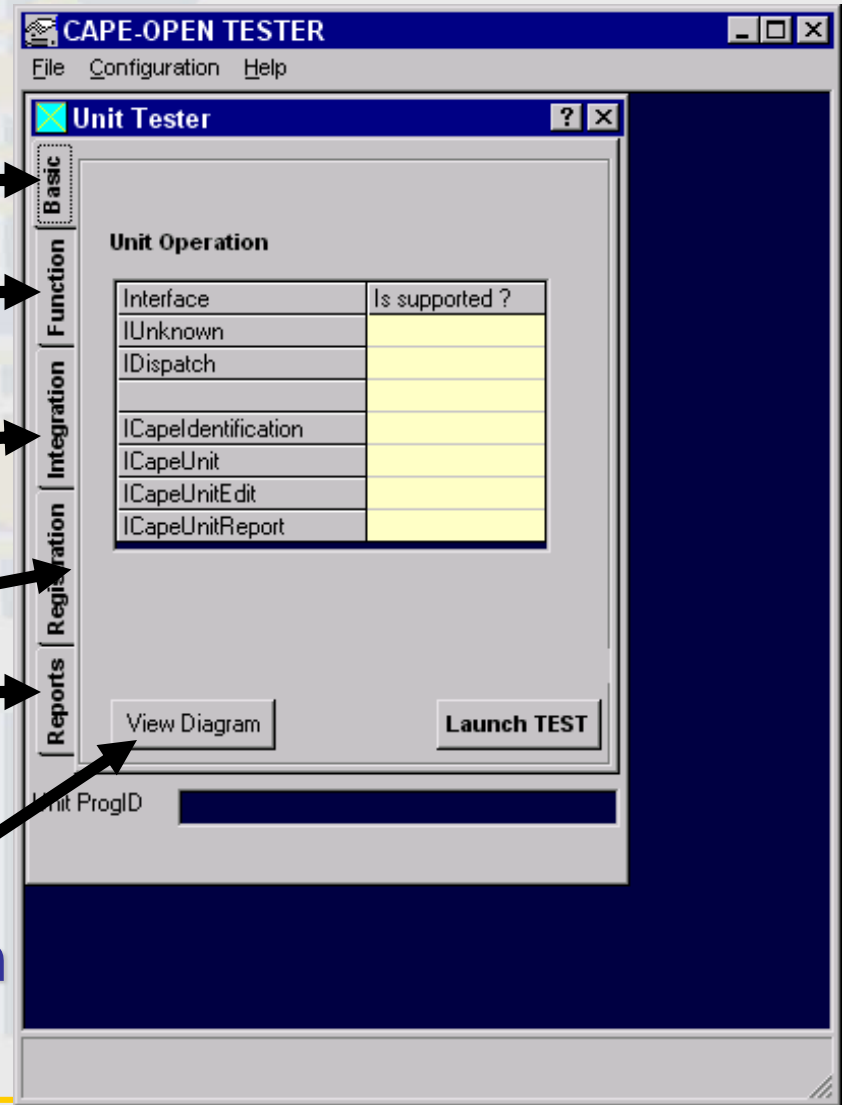 CAPE-OPEN TESTER
File Configuration Help
Unit Tester
Basic
Function
Integration
Registration
Reports
Unit Operation
Interface Is supported ?
IUnknown
IDispatch
ICapeIdentification
ICapeUnit
ICapeUnitEdit
ICapeUnitReport
View Diagram Launch TEST
Unit ProgID